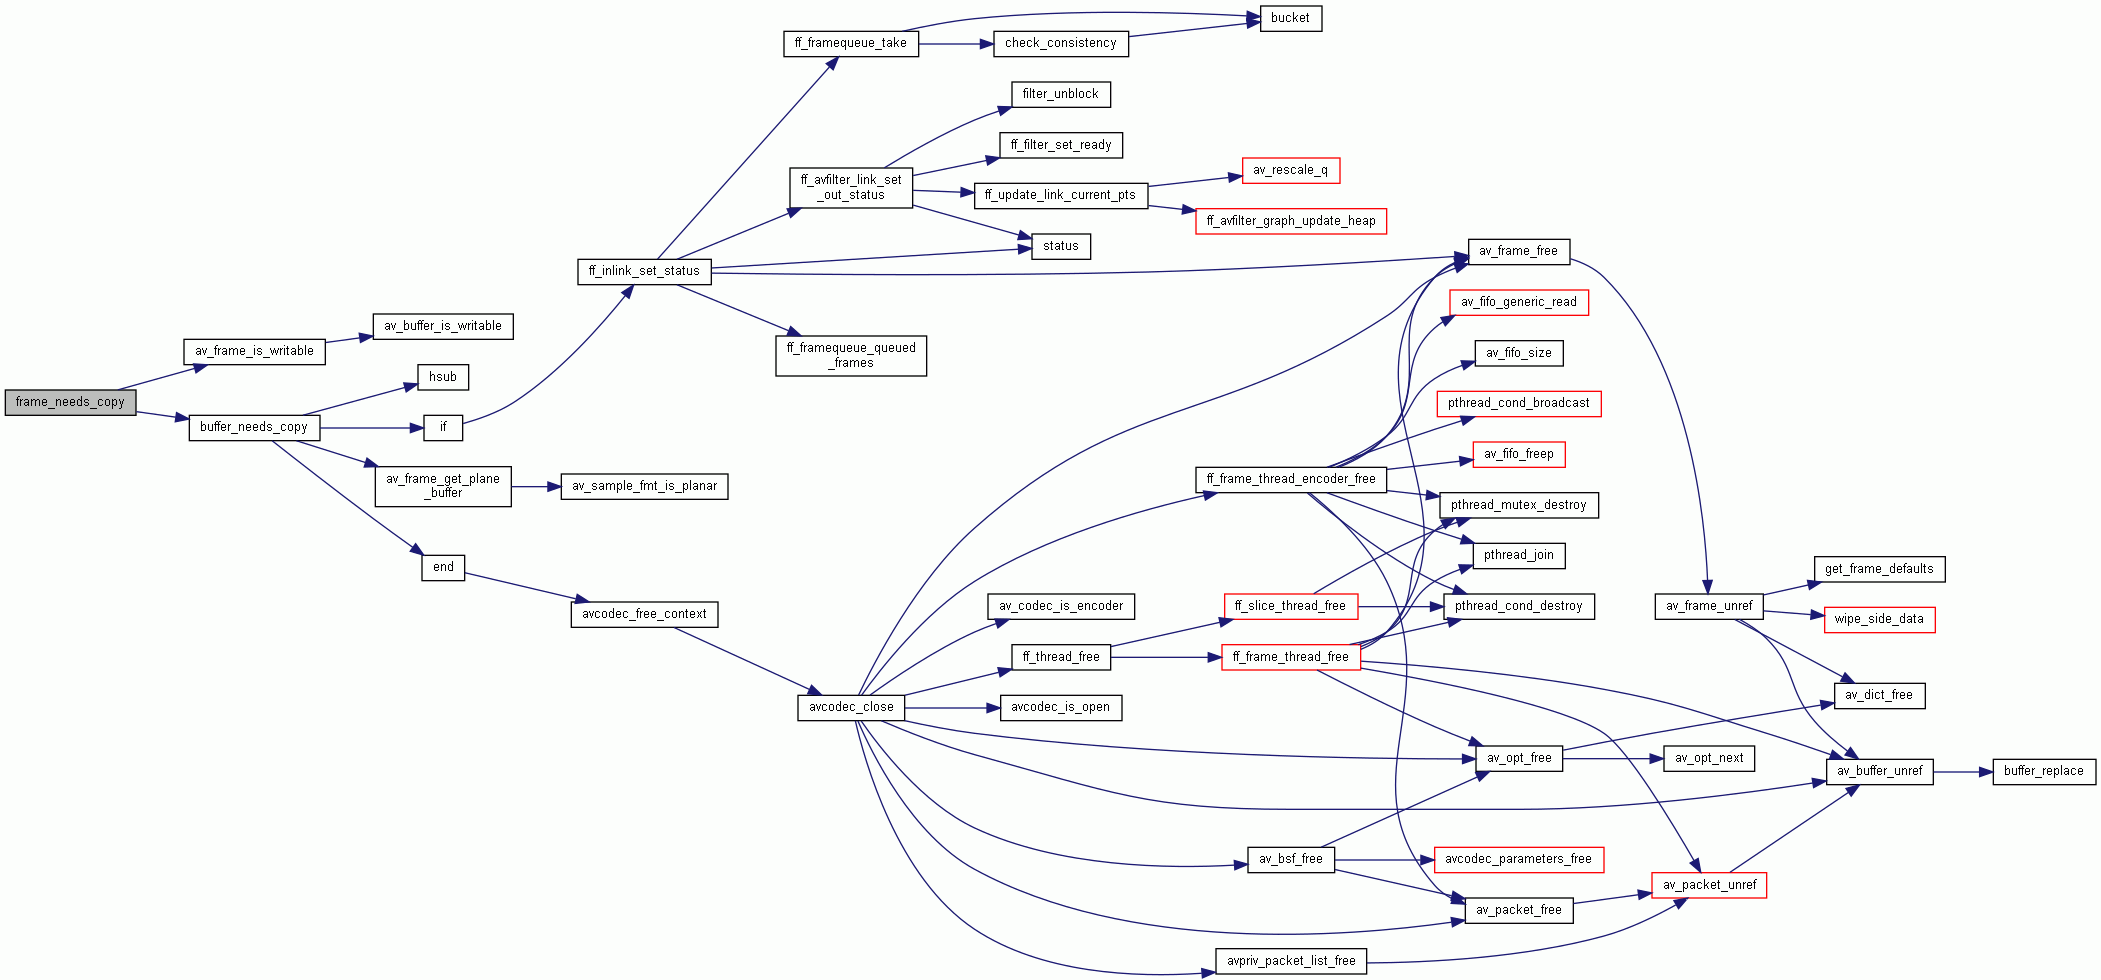 bucket
ff_framequeue_take
check_consistency
filter_unblock
ff_filter_set_ready
ff_avfilter_link_set
_out_status
av_rescale_q
ff_update_link_current_pts
ff_avfilter_graph_update_heap
status
av_frame_free
ff_inlink_set_status
av_fifo_generic_read
av_buffer_is_writable
av_frame_is_writable
ff_framequeue_queued
_frames
av_fifo_size
hsub
frame_needs_copy
pthread_cond_broadcast
buffer_needs_copy
if
av_fifo_freep
av_frame_get_plane
_buffer
av_sample_fmt_is_planar
ff_frame_thread_encoder_free
pthread_mutex_destroy
pthread_join
end
get_frame_defaults
avcodec_free_context
av_codec_is_encoder
ff_slice_thread_free
pthread_cond_destroy
av_frame_unref
wipe_side_data
ff_thread_free
ff_frame_thread_free
av_dict_free
avcodec_close
avcodec_is_open
av_opt_free
av_opt_next
av_buffer_unref
buffer_replace
av_bsf_free
avcodec_parameters_free
av_packet_unref
av_packet_free
avpriv_packet_list_free